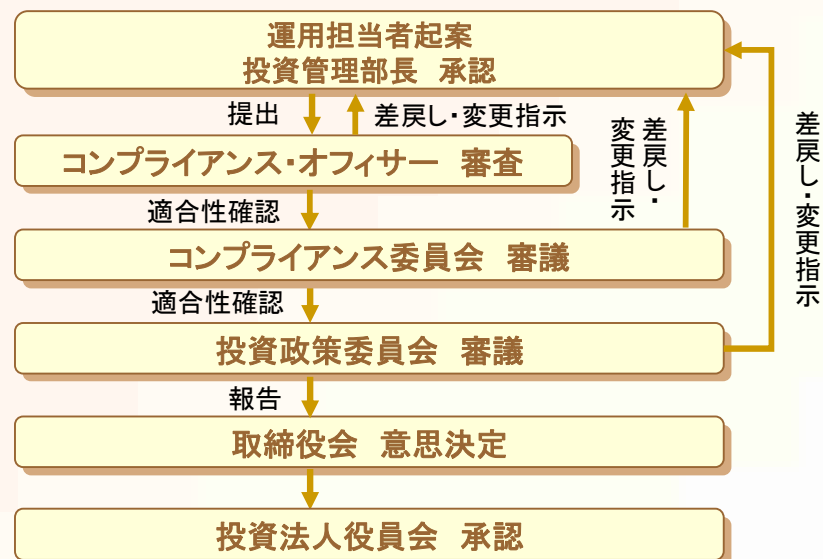 運用担当者起案
投資管理部長　承認
提出
差戻し・変更指示
コンプライアンス・オフィサー　審査
適合性確認
差戻し・
変更指示
差戻し・変更指示
コンプライアンス委員会　審議
適合性確認
投資政策委員会　審議
報告
取締役会　意思決定
投資法人役員会　承認